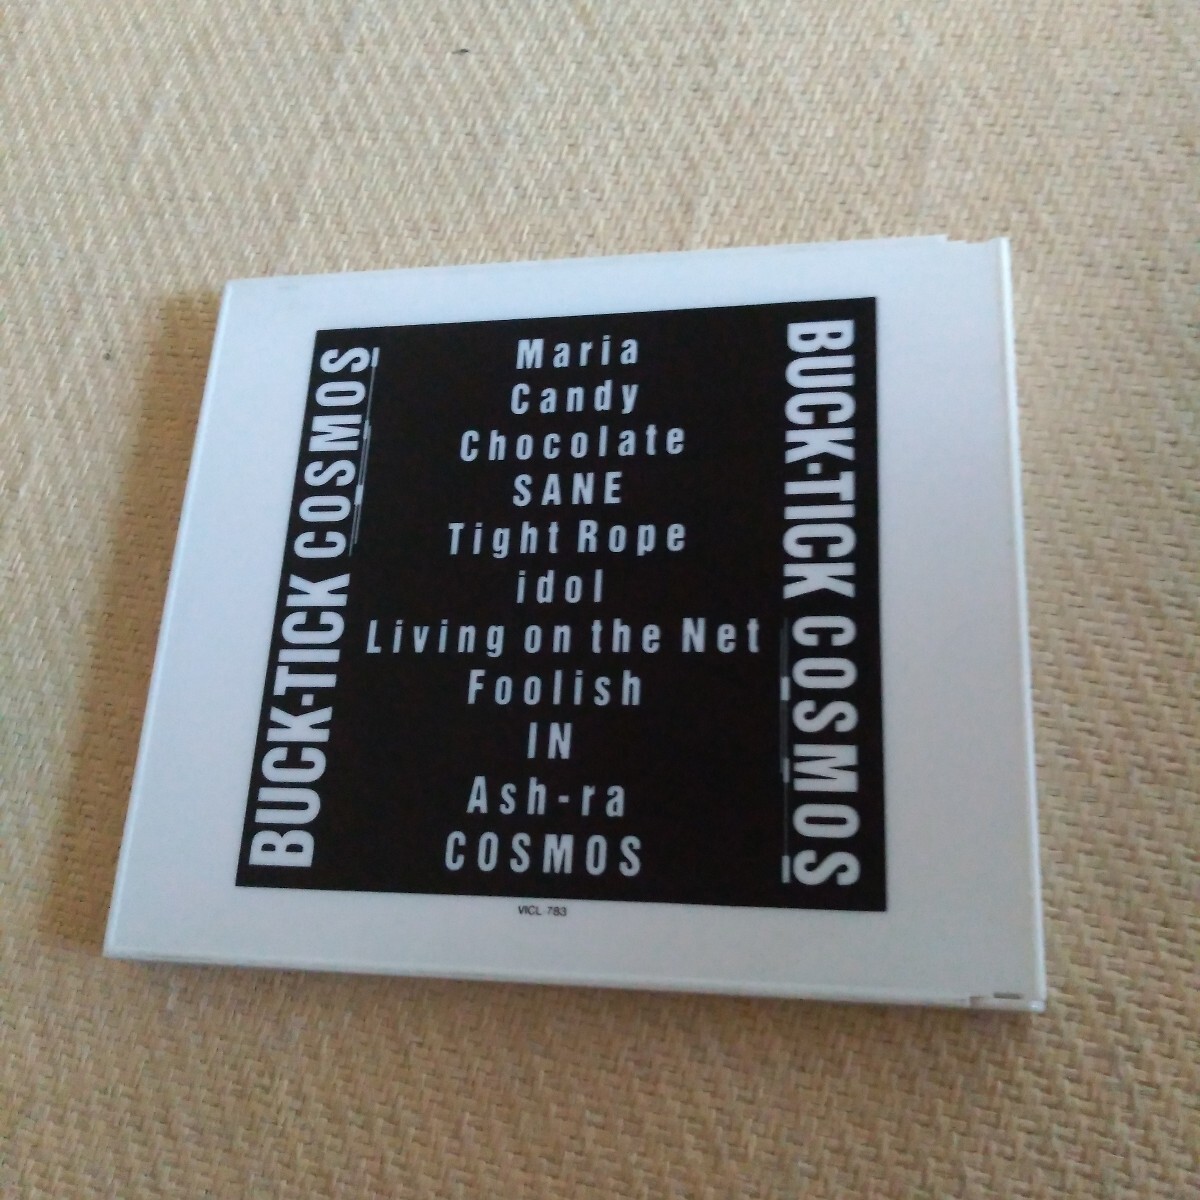 BUCK-TICK COSMOS
Maria
Candy
Chocolate
SANE
Tight Rope
idol
Living on the Net
Foolish
IN
Ash-ra
COSMOS
BUCK-TICK COSMOS
VICL-783